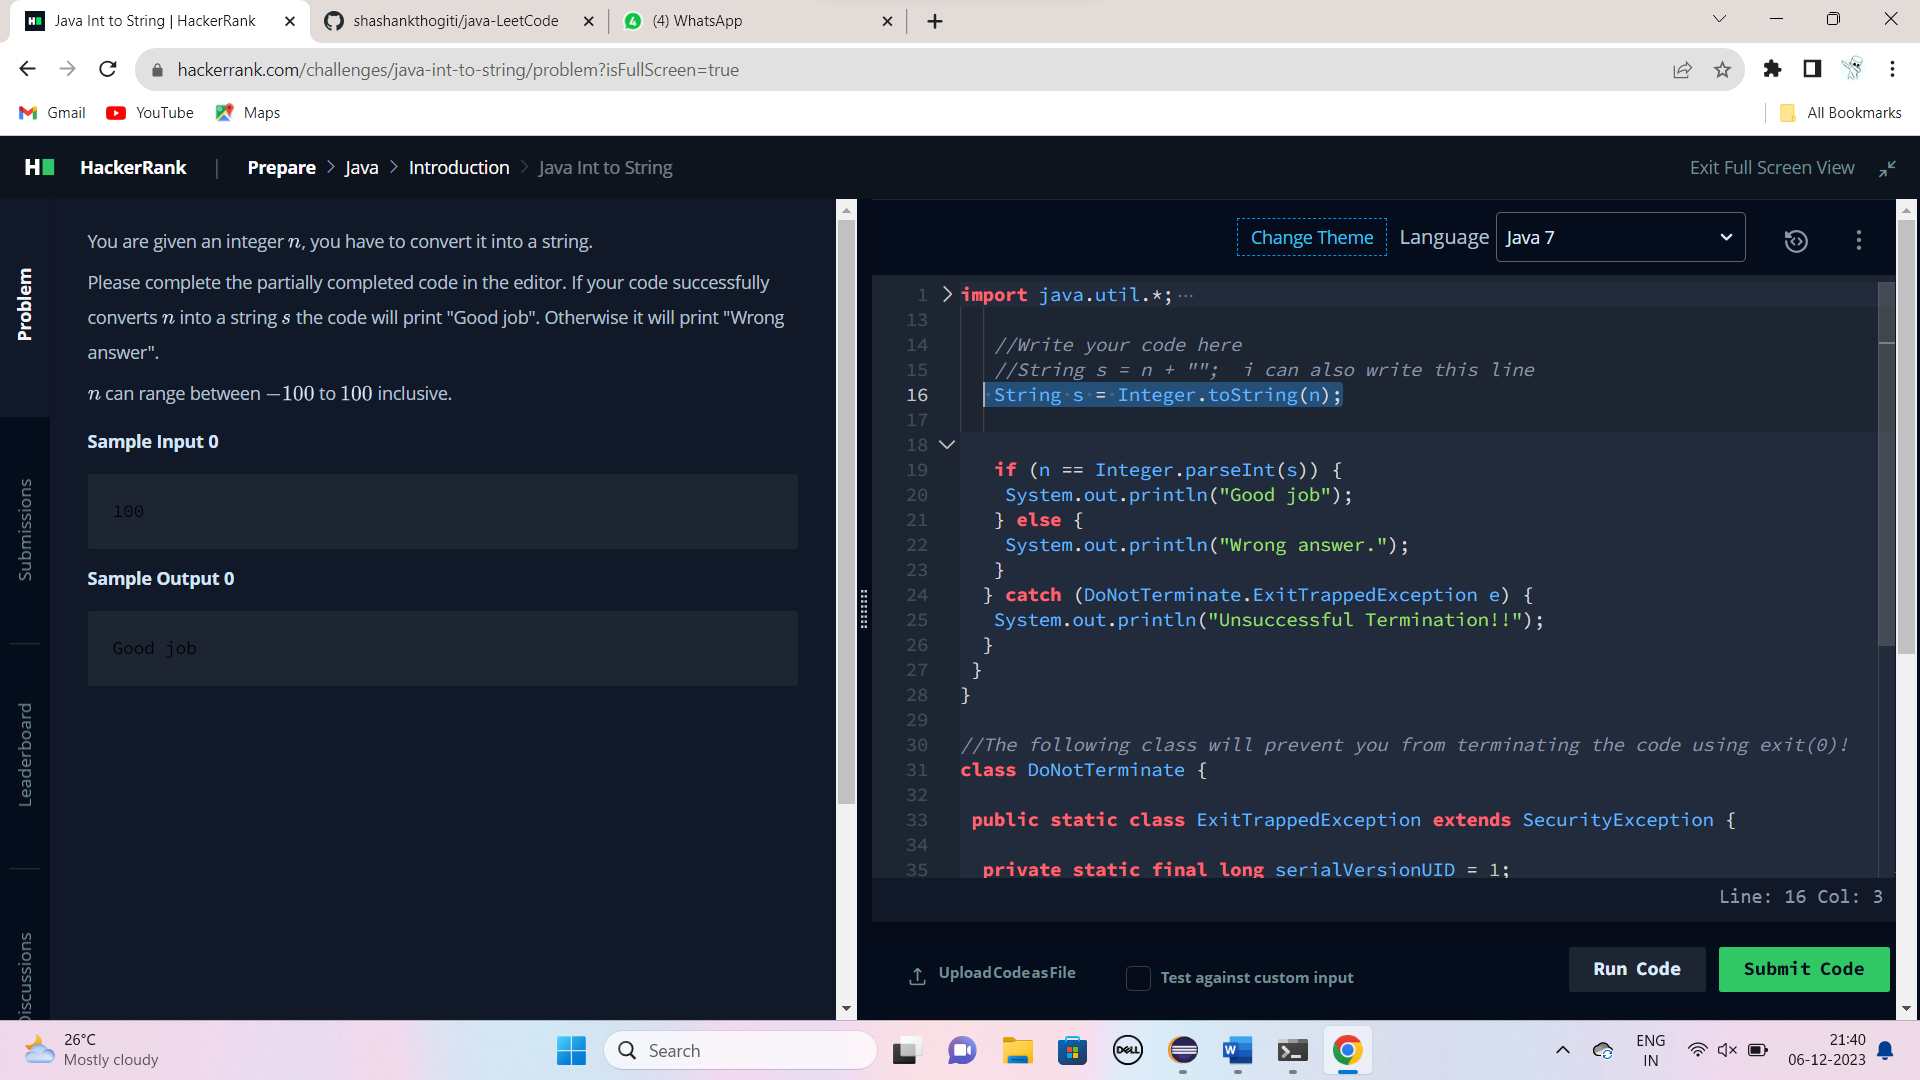 Java Int to String | HackerRank
shashankthogiti/java-LeetCode
(4) WhatsApp
hackerrank.com/challenges/java-int-to-string/problem?isFullScreen=true
Gmail
YouTube
Maps
All Bookmarks
HackerRank
Prepare > Java > Introduction > Java Int to String
Exit Full Screen View
Problem
Submissions
Leaderboard
Discussions
You are given an integer n, you have to convert it into a string.
Please complete the partially completed code in the editor. If your code successfully
converts n into a string s the code will print "Good job". Otherwise it will print "Wrong
answer".
n can range between −100 to 100 inclusive.
Sample Input 0
100
Sample Output 0
Good job
Change Theme
Language
Java 7
1 import java.util.*;
13
14 //Write your code here
15 //String s = n + "";  i can also write this line
16 String s = Integer.toString(n);
17
18
19 if (n == Integer.parseInt(s)) {
20 System.out.println("Good job");
21 } else {
22 System.out.println("Wrong answer.");
23 }
24 } catch (DoNotTerminate.ExitTrappedException e) {
25 System.out.println("Unsuccessful Termination!!");
26 }
27 }
28 }
29
30 //The following class will prevent you from terminating the code using exit(0)!
31 class DoNotTerminate {
32
33 public static class ExitTrappedException extends SecurityException {
34
35 private static final long serialVersionUID = 1;
Line: 16 Col: 3
Upload Code as File
Test against custom input
Run Code
Submit Code
26°C
Mostly cloudy
Search
DELL
ENG
IN
21:40
06-12-2023